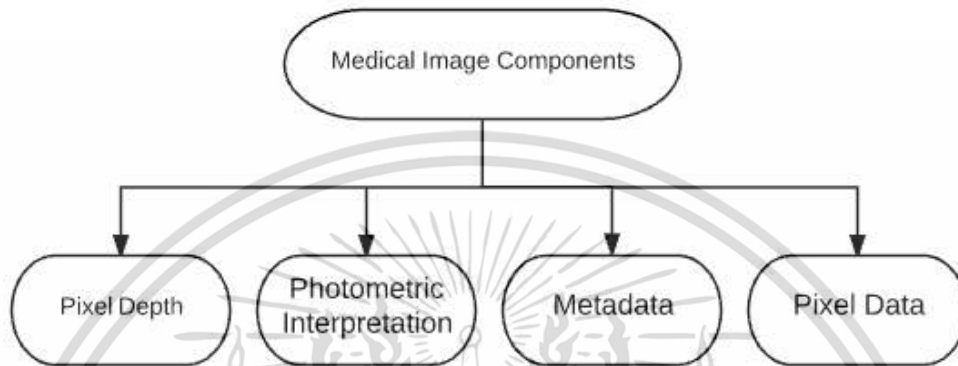 Medical Image Components
Pixel Depth
Photometric
Interpretation
Metadata
Pixel Data